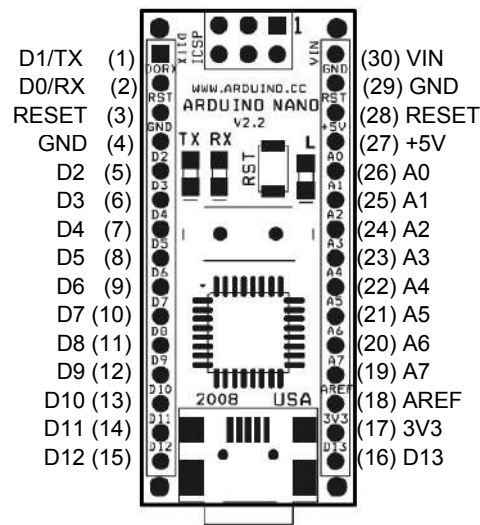 D1/TX (1)
D0/RX (2)
RESET (3)
GND (4)
D2 (5)
D3 (6)
D4 (7)
D5 (8)
D6 (9)
D7 (10)
D8 (11)
D9 (12)
D10 (13)
D11 (14)
D12 (15)
D1TX
ICSP
1
VIN
D0RX
RST
GND
D2
D3
D4
D5
D6
D7
D8
D9
D10
D11
D12
WWW.ARDUINO.CC
ARDUINO NANO
V2.2
TX RX
RST
L
2008 USA
GND
RST
+5V
A0
A1
A2
A3
A4
A5
A6
A7
AREF
3V3
D13
(30) VIN
(29) GND
(28) RESET
(27) +5V
(26) A0
(25) A1
(24) A2
(23) A3
(22) A4
(21) A5
(20) A6
(19) A7
(18) AREF
(17) 3V3
(16) D13